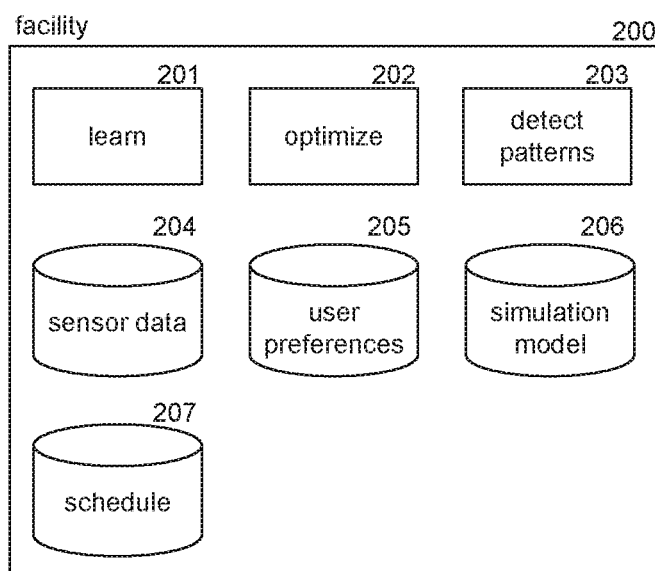 facility
200
201
202
203
learn
optimize
detect
patterns
204
205
206
sensor data
user
preferences
simulation
model
207
schedule